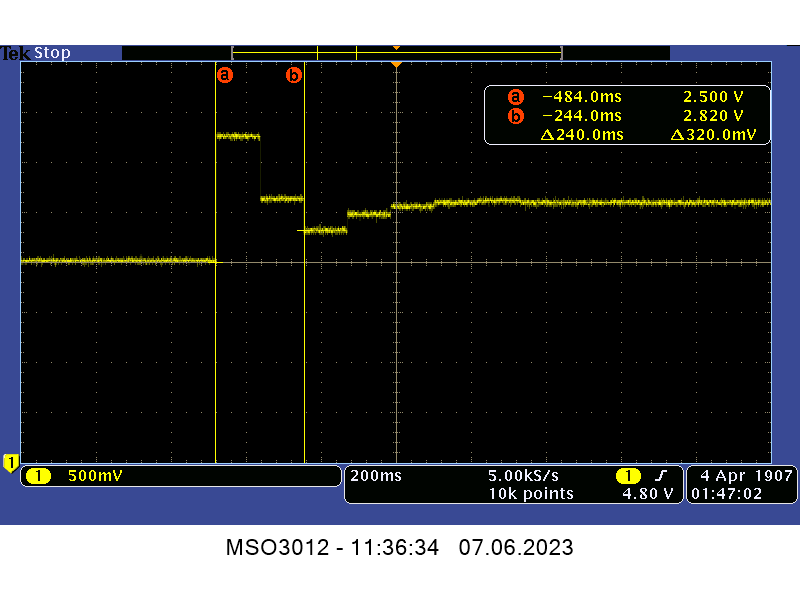 Tek Stop
a b
a −484.0ms 2.500 V
b −244.0ms 2.820 V
Δ240.0ms Δ320.0mV
1
1 500mV
200ms 5.00kS/s 1 4 Apr 1907
10k points 4.80 V 01:47:02
MSO3012 - 11:36:34 07.06.2023